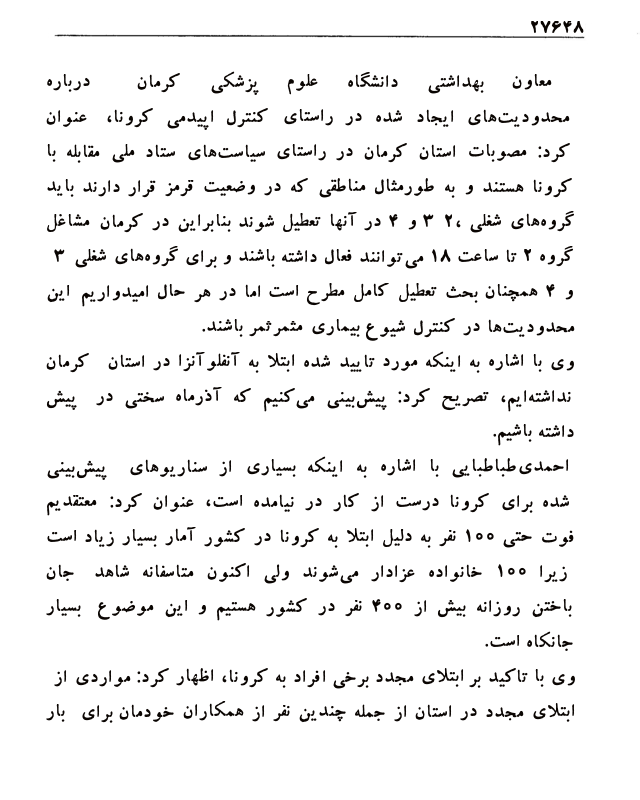 ۲۷۶۴۸
معاون بهداشتی دانشگاه علوم پزشکی کرمان درباره
محدودیت‌های ایجاد شده در راستای کنترل اپیدمی کرونا، عنوان
کرد: مصوبات استان کرمان در راستای سیاست‌های ستاد ملی مقابله با
کرونا هستند و به طورمثال مناطقی که در وضعیت قرمز قرار دارند باید
گروه‌های شغلی ،۲ ۳ و ۴ در آنها تعطیل شوند بنابراین در کرمان مشاغل
گروه ۲ تا ساعت ۱۸ می‌توانند فعال داشته باشند و برای گروه‌های شغلی ۳
و ۴ همچنان بحث تعطیل کامل مطرح است اما در هر حال امیدواریم این
محدودیت‌ها در کنترل شیوع بیماری مثمرثمر باشند.
وی با اشاره به اینکه مورد تایید شده ابتلا به آنفلوآنزا در استان کرمان
نداشته‌ایم، تصریح کرد: پیش‌بینی می‌کنیم که آذرماه سختی در پیش
داشته باشیم.
احمدی‌طباطبایی با اشاره به اینکه بسیاری از سناریوهای پیش‌بینی
شده برای کرونا درست از کار در نیامده است، عنوان کرد: معتقدیم
فوت حتی ۱۰۰ نفر به دلیل ابتلا به کرونا در کشور آمار بسیار زیاد است
زیرا ۱۰۰ خانواده عزادار می‌شوند ولی اکنون متاسفانه شاهد جان
باختن روزانه بیش از ۴۰۰ نفر در کشور هستیم و این موضوع بسیار
جانکاه است.
وی با تاکید بر ابتلای مجدد برخی افراد به کرونا، اظهار کرد: مواردی از
ابتلای مجدد در استان از جمله چندین نفر از همکاران خودمان برای بار